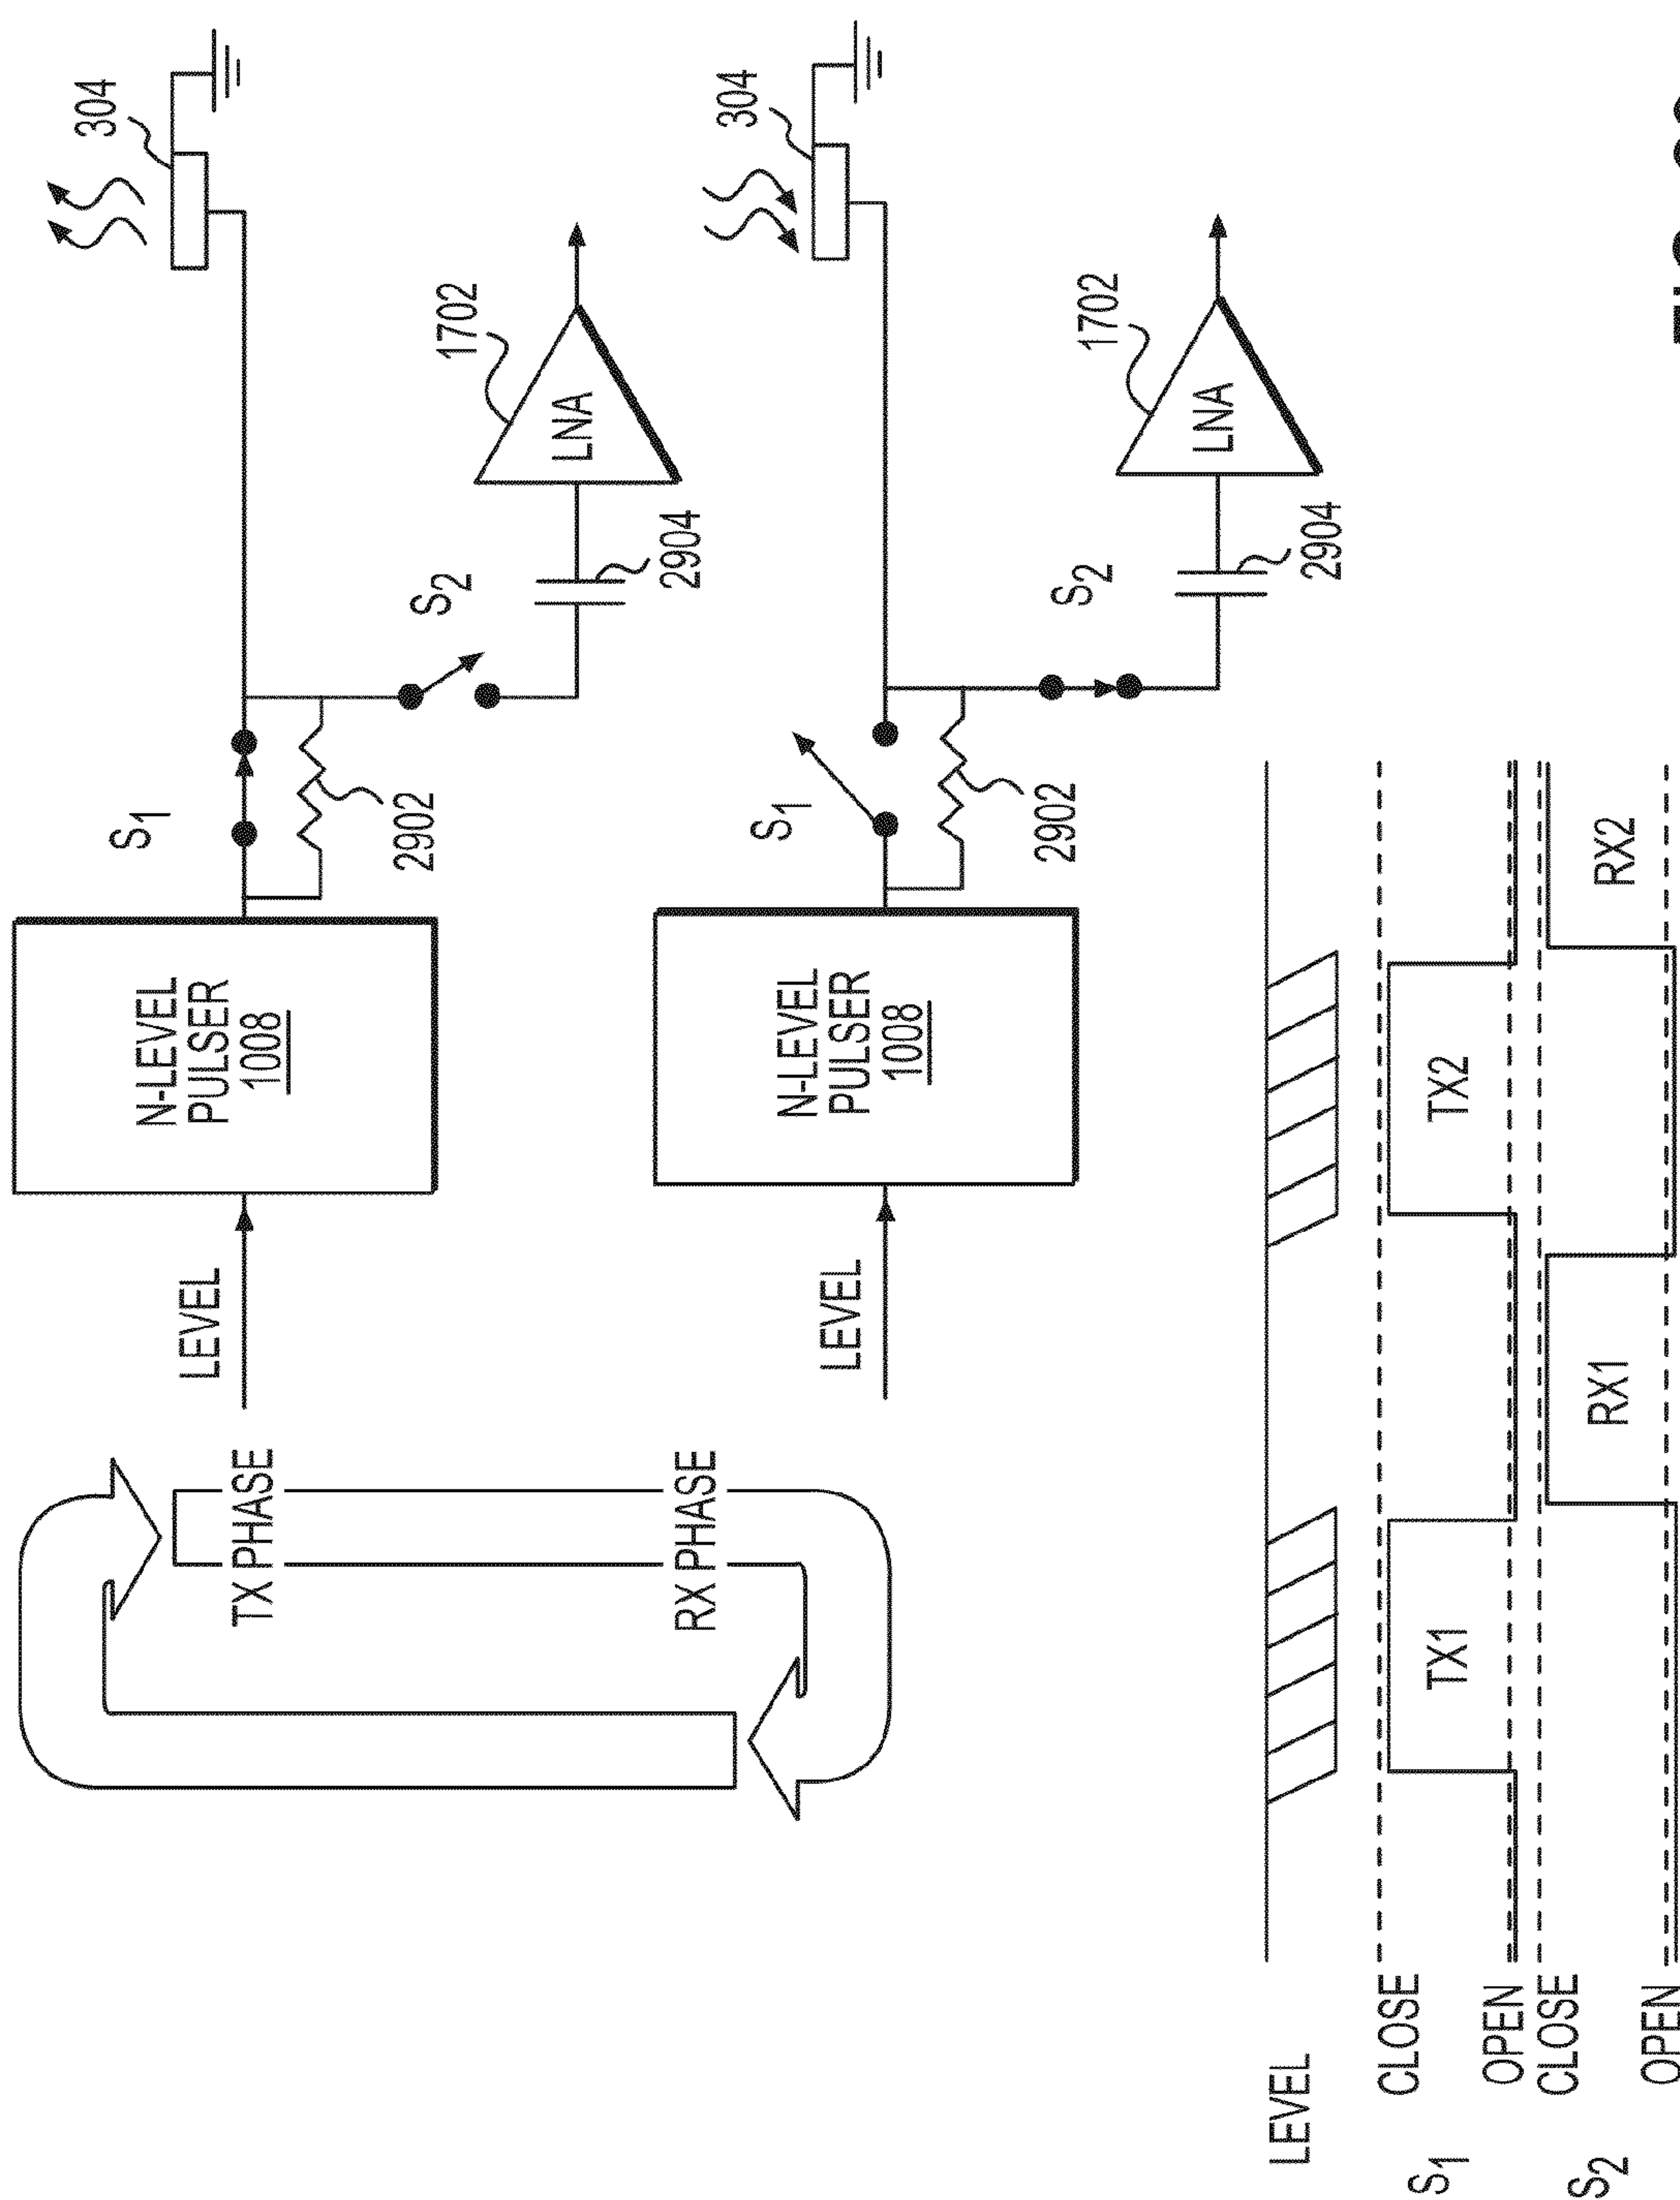 TX PHASE
LEVEL
N-LEVEL
PULSER
1008
S1
2902
S2
2904
LNA
1702
304
RX PHASE
LEVEL
N-LEVEL
PULSER
1008
S1
2902
S2
2904
LNA
1702
304
LEVEL
S1
CLOSE
TX1
TX2
OPEN
S2
CLOSE
RX1
RX2
OPEN